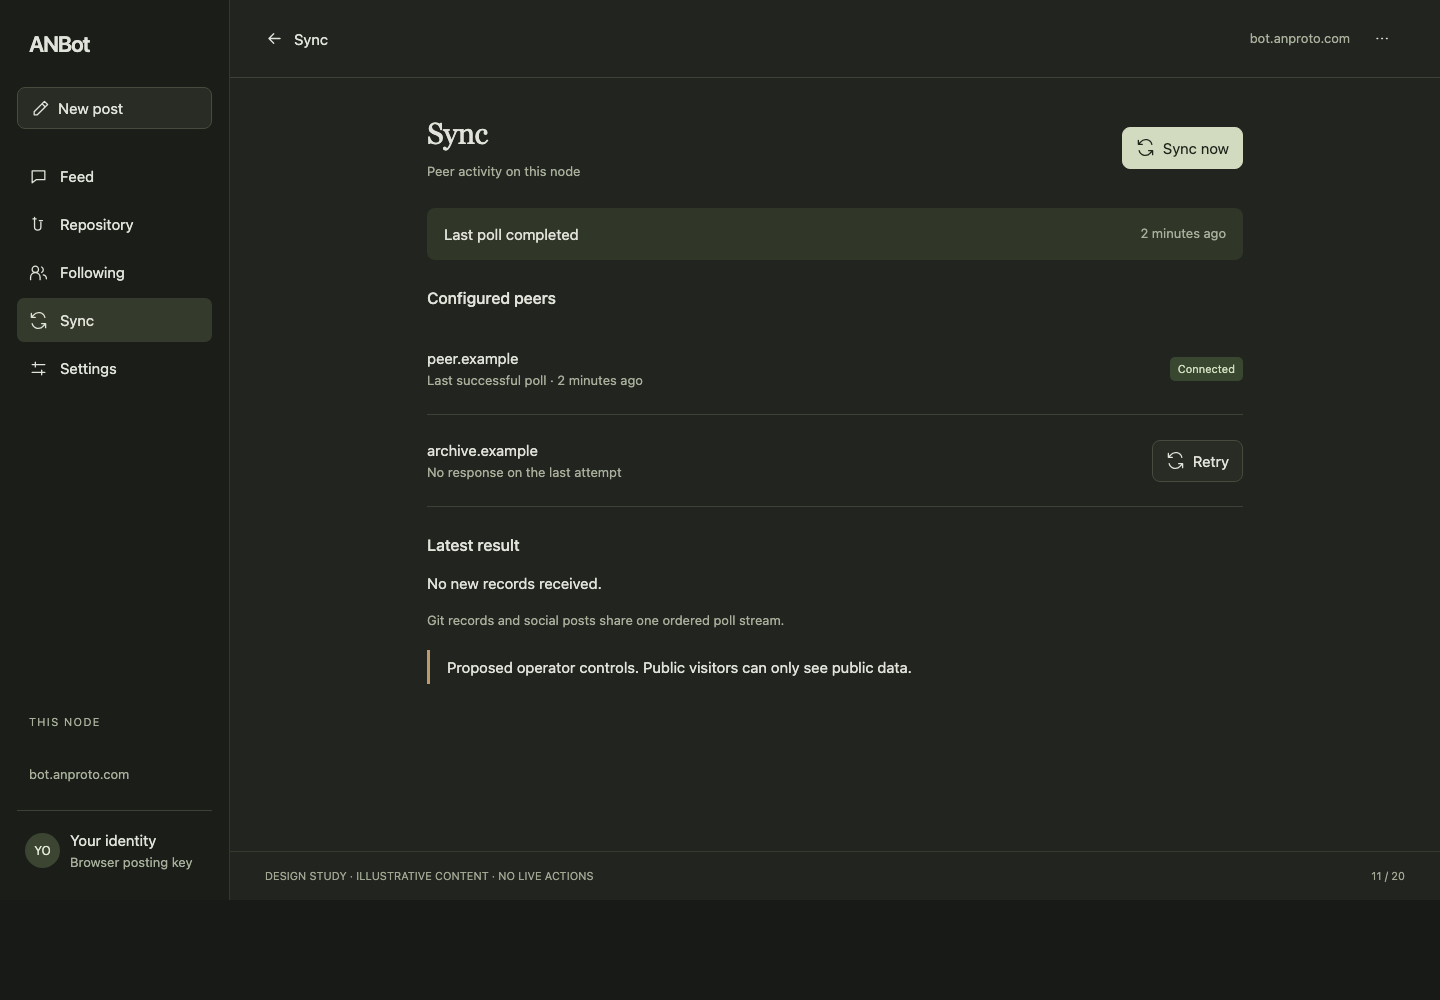 ANBot
New post
Feed
Repository
Following
Sync
Settings
THIS NODE
bot.anproto.com
YO
Your identity
Browser posting key
Sync
bot.anproto.com
Sync
Peer activity on this node
Sync now
Last poll completed
2 minutes ago
Configured peers
peer.example
Last successful poll · 2 minutes ago
Connected
archive.example
No response on the last attempt
Retry
Latest result
No new records received.
Git records and social posts share one ordered poll stream.
Proposed operator controls. Public visitors can only see public data.
DESIGN STUDY · ILLUSTRATIVE CONTENT · NO LIVE ACTIONS
11 / 20